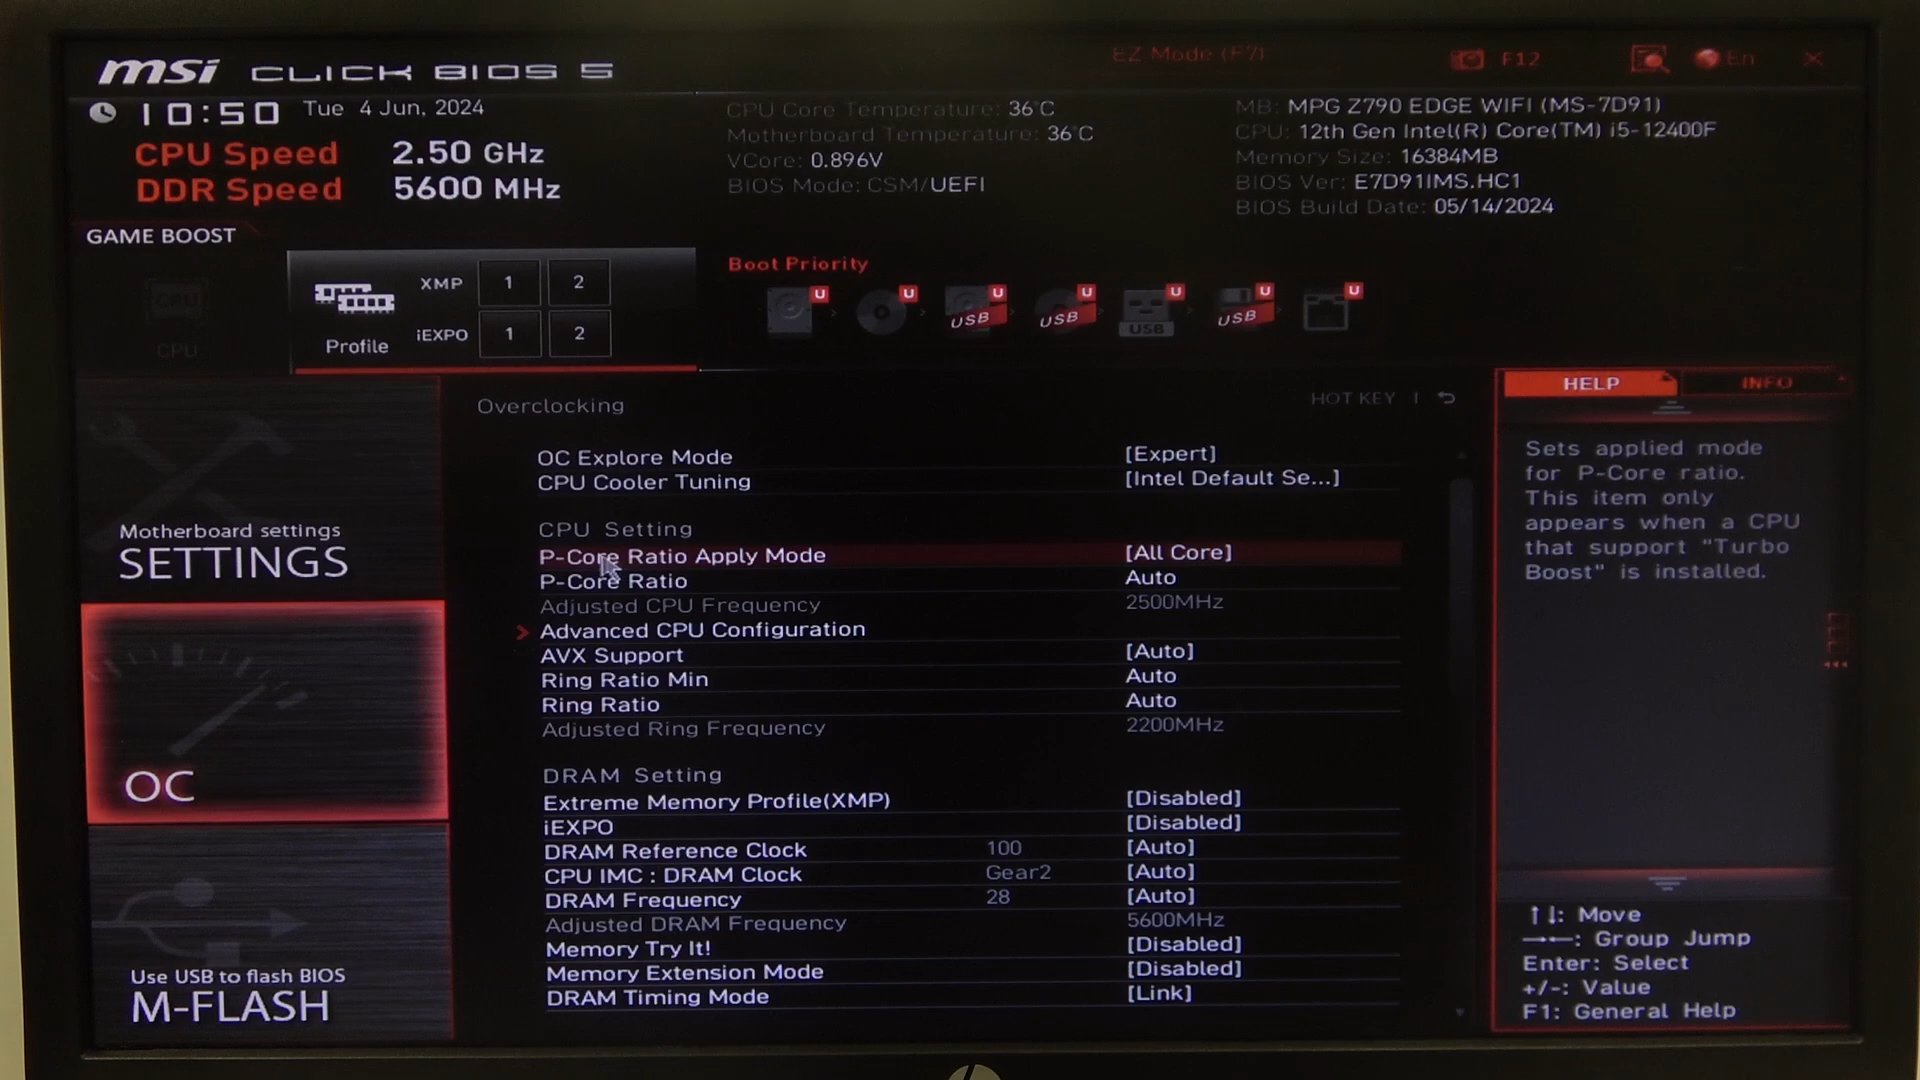 msi CLICK BIOS 5
EZ Mode (F7)
F12
En
10:50 Tue 4 Jun, 2024
CPU Speed 2.50 GHz
DDR Speed 5600 MHz
CPU Core Temperature: 36°C
Motherboard Temperature: 36°C
VCore: 0.896V
BIOS Mode: CSM/UEFI
MB: MPG Z790 EDGE WIFI (MS-7D91)
CPU: 12th Gen Intel(R) Core(TM) i5-12400F
Memory Size: 16384MB
BIOS Ver: E7D91IMS.HC1
BIOS Build Date: 05/14/2024
GAME BOOST
CPU
CPU
XMP 1 2
iEXPO 1 2
Profile
Boot Priority
U U U U U U U
USB USB USB USB
Motherboard settings
SETTINGS
OC
Use USB to flash BIOS
M-FLASH
Overclocking
HOT KEY
OC Explore Mode [Expert]
CPU Cooler Tuning [Intel Default Se...]
CPU Setting
P-Core Ratio Apply Mode [All Core]
P-Core Ratio Auto
Adjusted CPU Frequency 2500MHz
> Advanced CPU Configuration
AVX Support [Auto]
Ring Ratio Min Auto
Ring Ratio Auto
Adjusted Ring Frequency 2200MHz
DRAM Setting
Extreme Memory Profile(XMP) [Disabled]
iEXPO [Disabled]
DRAM Reference Clock 100 [Auto]
CPU IMC : DRAM Clock Gear2 [Auto]
DRAM Frequency 28 [Auto]
Adjusted DRAM Frequency 5600MHz
Memory Try It! [Disabled]
Memory Extension Mode [Disabled]
DRAM Timing Mode [Link]
HELP INFO
Sets applied mode
for P-Core ratio.
This item only
appears when a CPU
that support "Turbo
Boost" is installed.
↑↓: Move
→←: Group Jump
Enter: Select
+/-: Value
F1: General Help